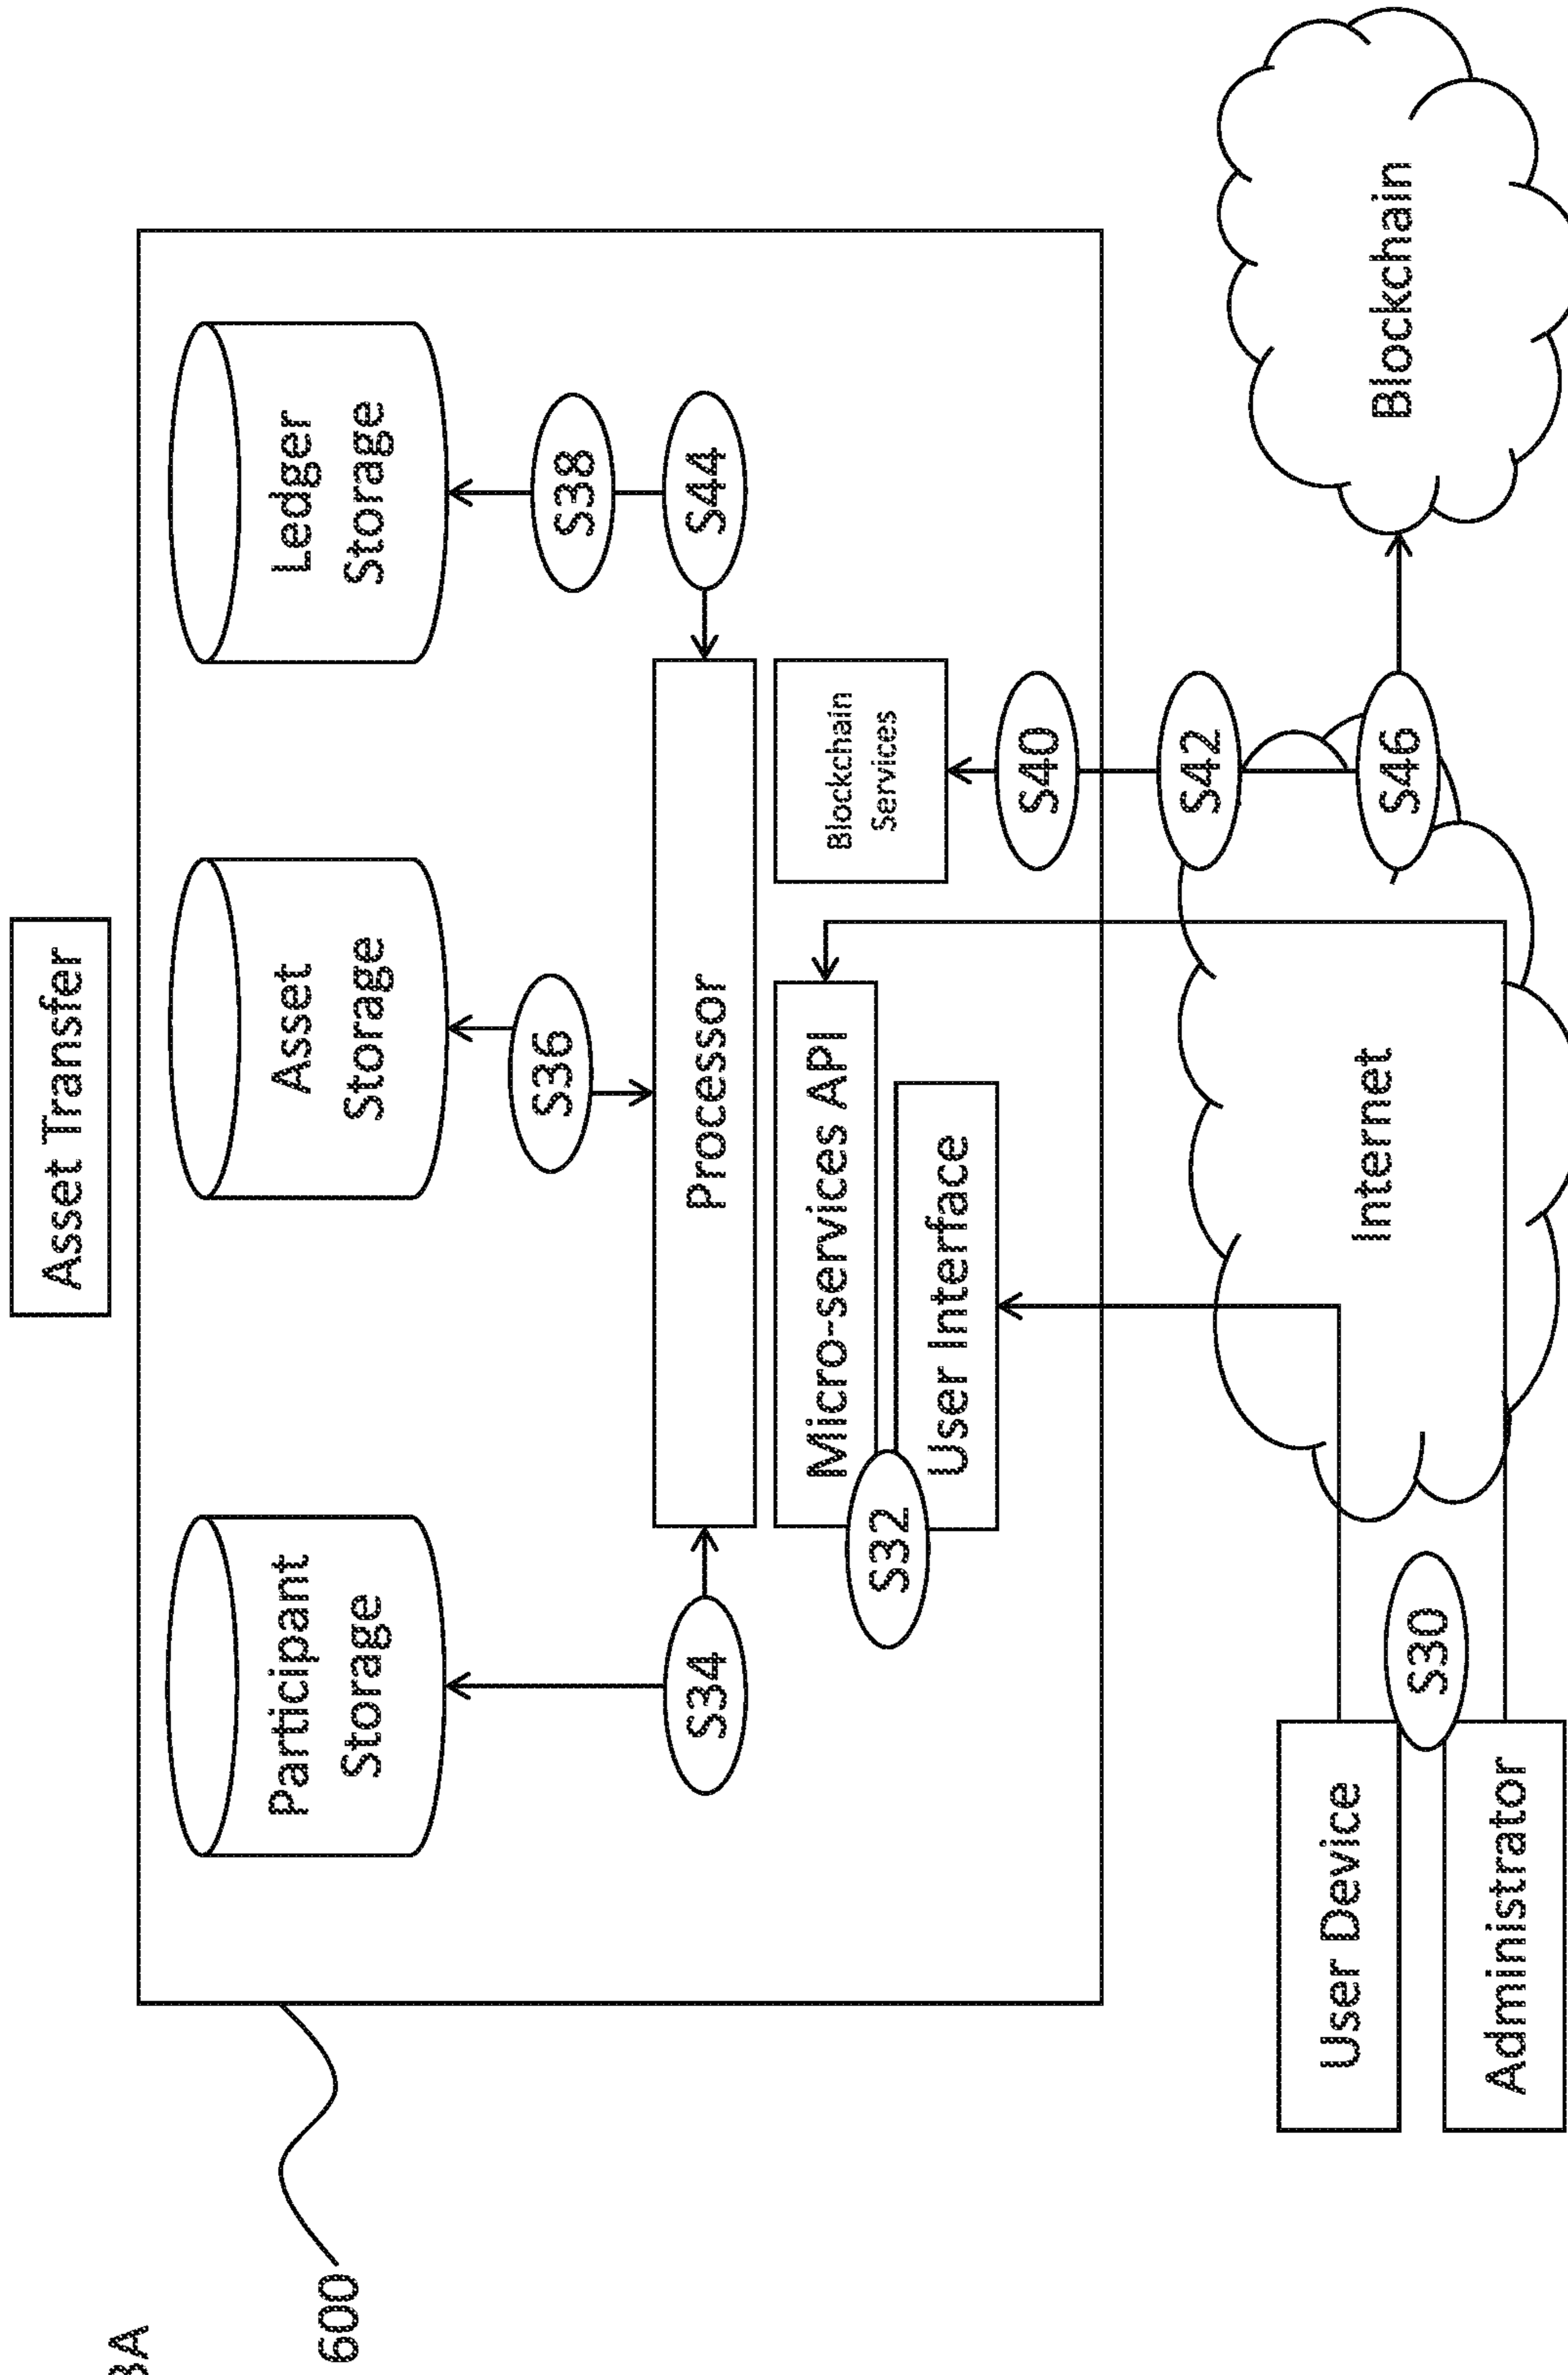 8A
600
Asset Transfer
Participant
Storage
Asset
Storage
Ledger
Storage
S34
S36
S38
S44
Processor
Micro-services API
S32
User Interface
Blockchain
Services
S40
S42
S46
User Device
S30
Administrator
Internet
Blockchain